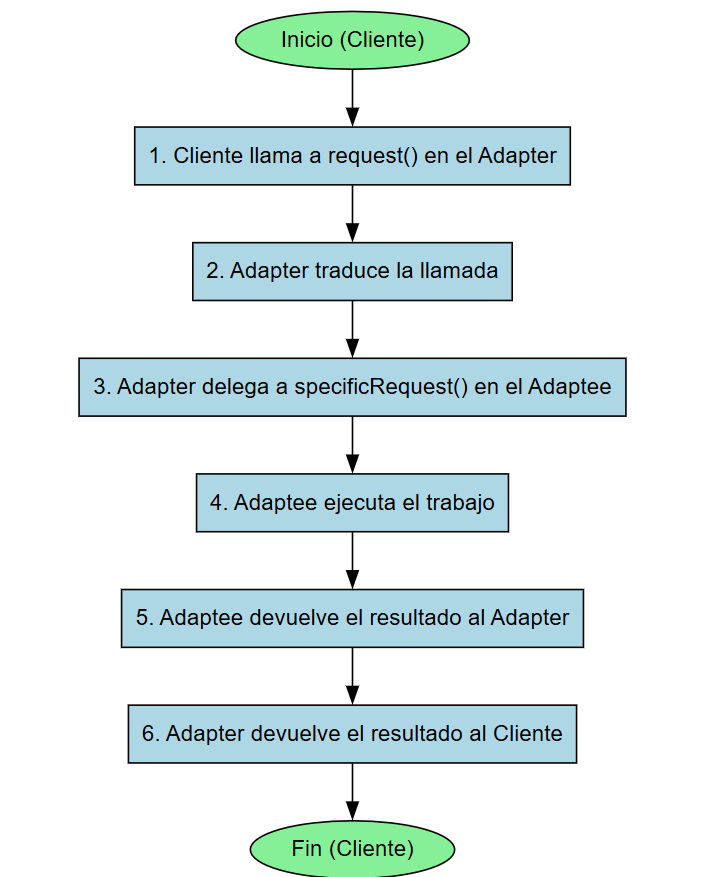 Inicio (Cliente)
1. Cliente llama a request() en el Adapter
2. Adapter traduce la llamada
3. Adapter delega a specificRequest() en el Adaptee
4. Adaptee ejecuta el trabajo
5. Adaptee devuelve el resultado al Adapter
6. Adapter devuelve el resultado al Cliente
Fin (Cliente)